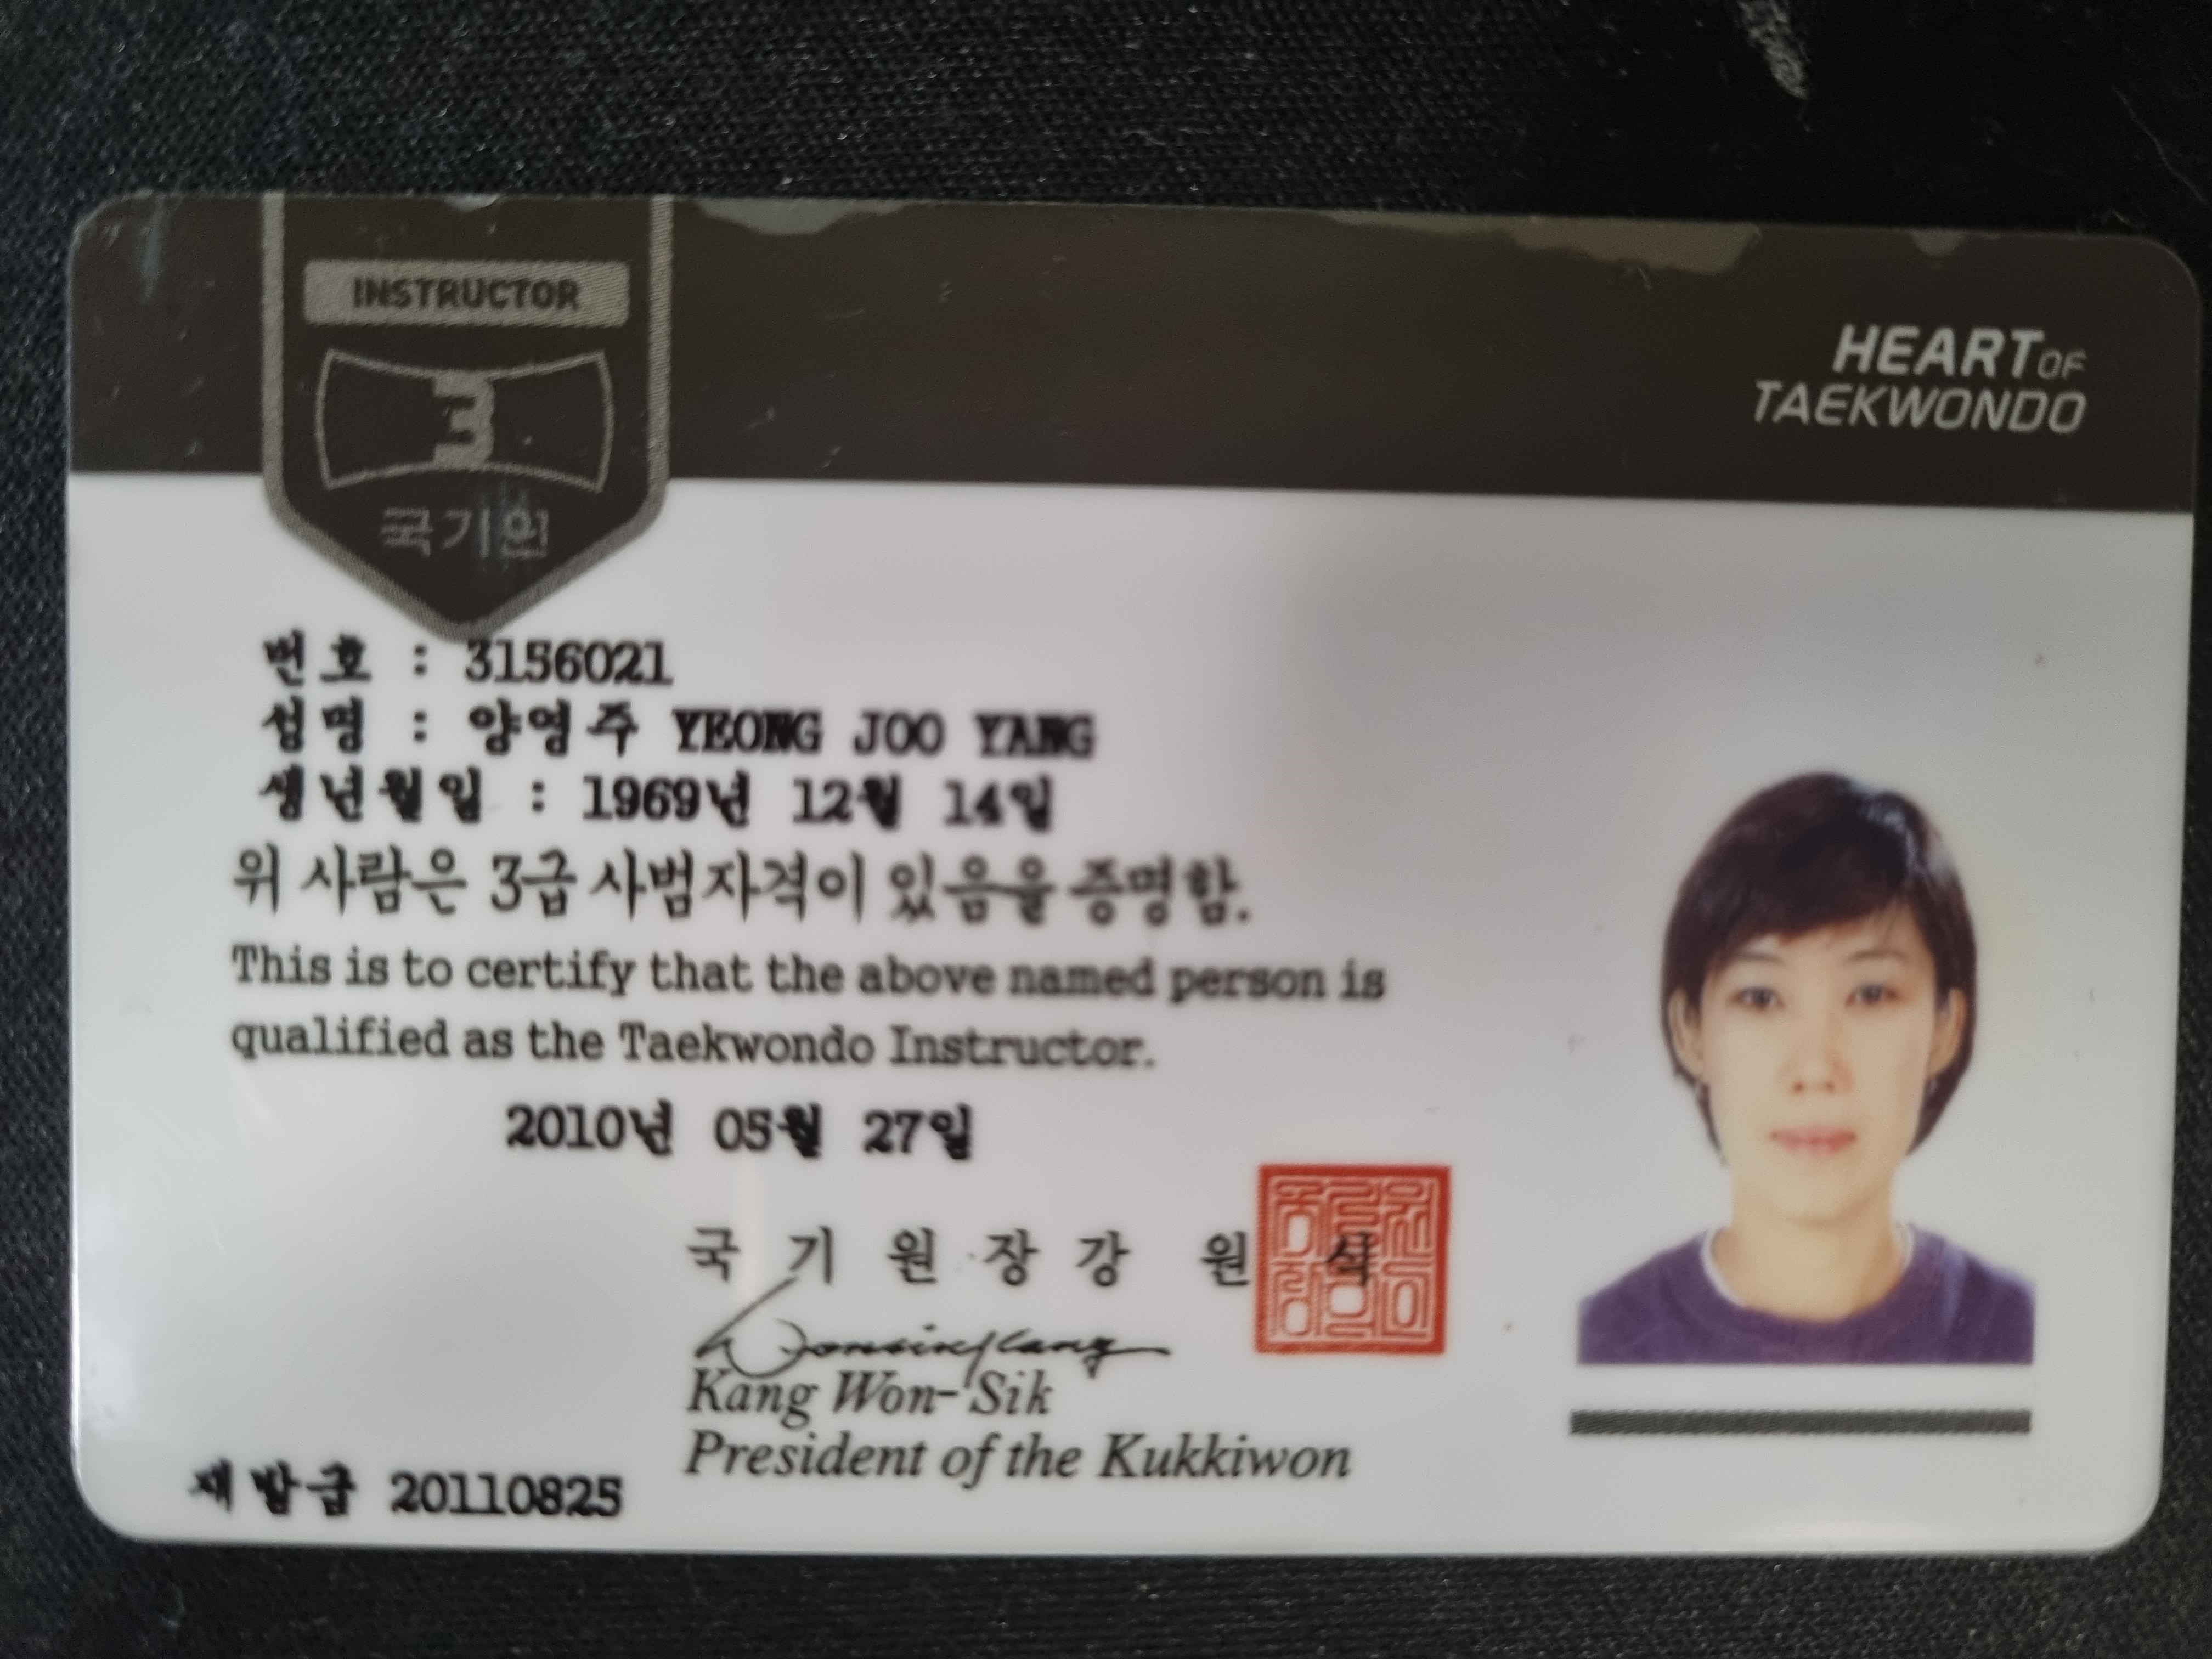 INSTRUCTOR
3
국기원
HEART OF
TAEKWONDO
번호 : 3156021
성명 : 양영주 YEONG JOO YANG
생년월일 : 1969년 12월 14일
위 사람은 3급 사범자격이 있음을 증명함.
This is to certify that the above named person is
qualified as the Taekwondo Instructor.
2010년 05월 27일
국 기 원 장 강 원 식
Kang Won-Sik
President of the Kukkiwon
재발급 20110825